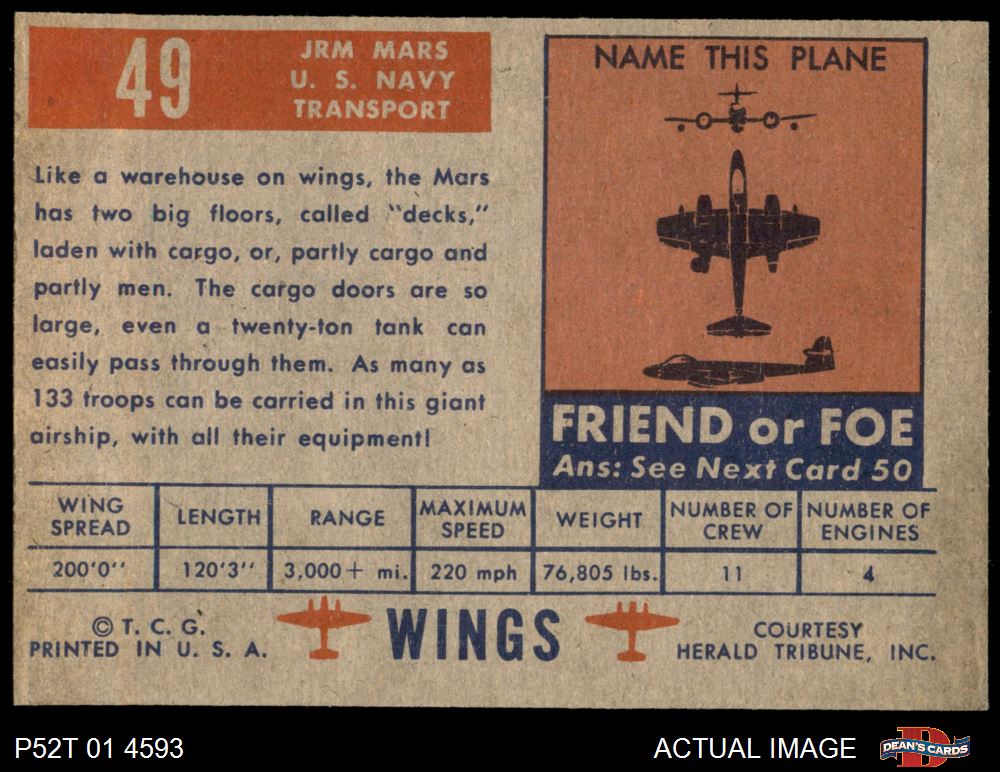 49
JRM MARS
U. S. NAVY
TRANSPORT
Like a warehouse on wings, the Mars
has two big floors, called "decks,"
laden with cargo, or, partly cargo and
partly men. The cargo doors are so
large, even a twenty-ton tank can
easily pass through them. As many as
133 troops can be carried in this giant
airship, with all their equipment!
NAME THIS PLANE
FRIEND or FOE
Ans: See Next Card 50
WING SPREAD LENGTH RANGE MAXIMUM SPEED WEIGHT NUMBER OF CREW NUMBER OF ENGINES
200'0'' 120'3'' 3,000+ mi. 220 mph 76,805 lbs. 11 4
© T. C. G.
PRINTED IN U. S. A.
WINGS
COURTESY
HERALD TRIBUNE, INC.
P52T 01 4593
ACTUAL IMAGE
D
DEAN'S CARDS